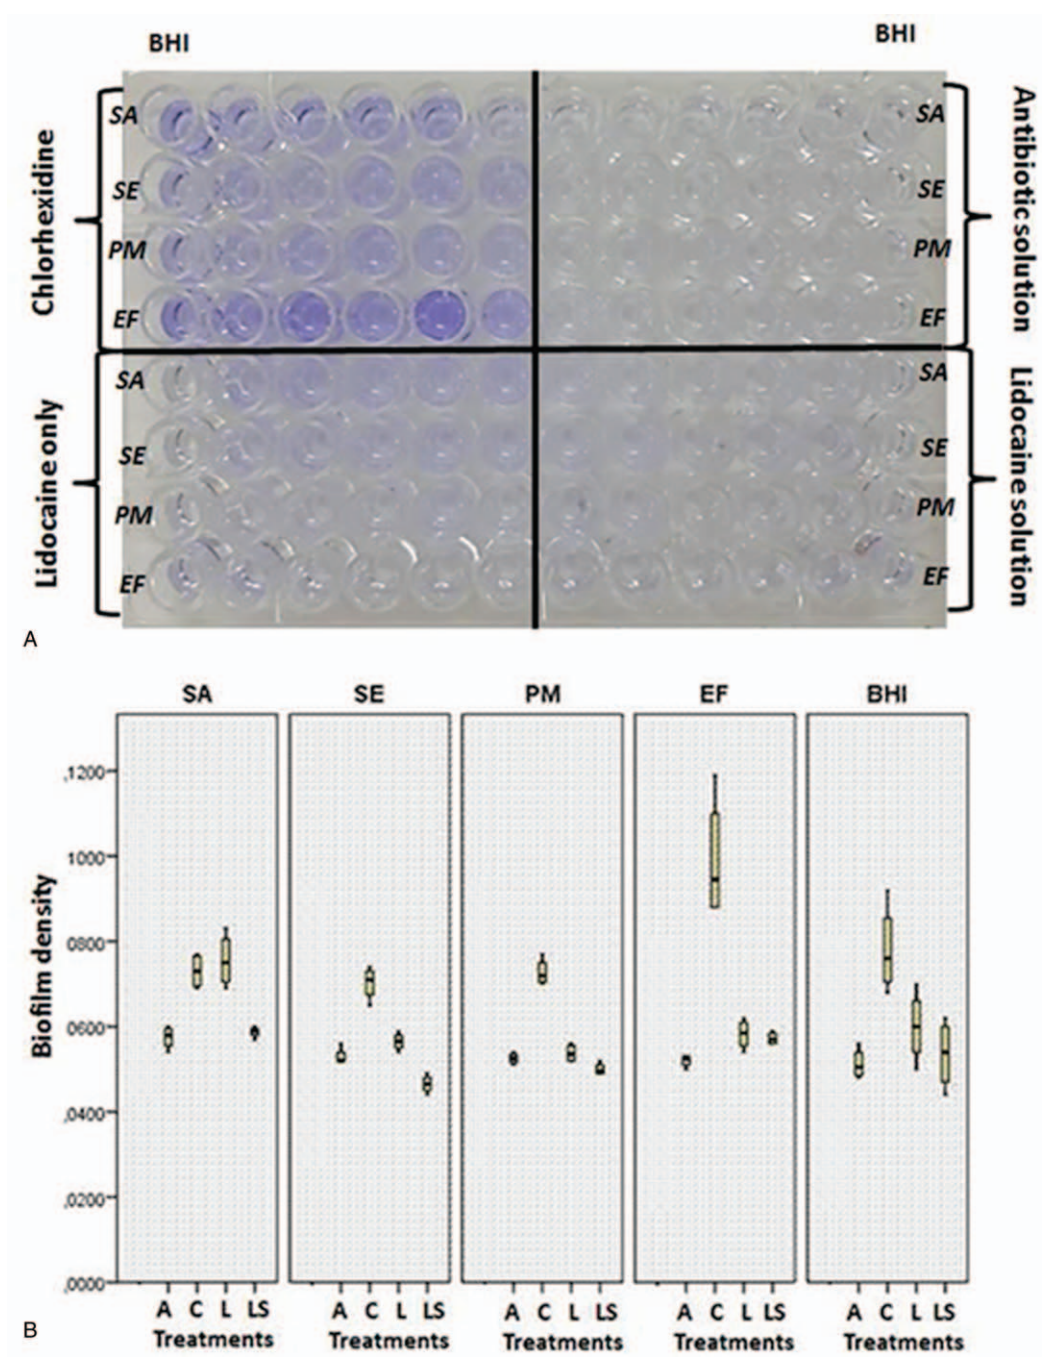 BHI
BHI
Chlorhexidine
SA
SE
PM
EF
SA
SE
PM
EF
Antibiotic solution
Lidocaine only
SA
SE
PM
EF
SA
SE
PM
EF
Lidocaine solution
A
SA SE PM EF BHI
Biofilm density
,1200
1000
0800
,0600
,0400
,0200
,0000
A C L LS A C L LS A C L LS A C L LS A C L LS
Treatments Treatments Treatments Treatments Treatments
B